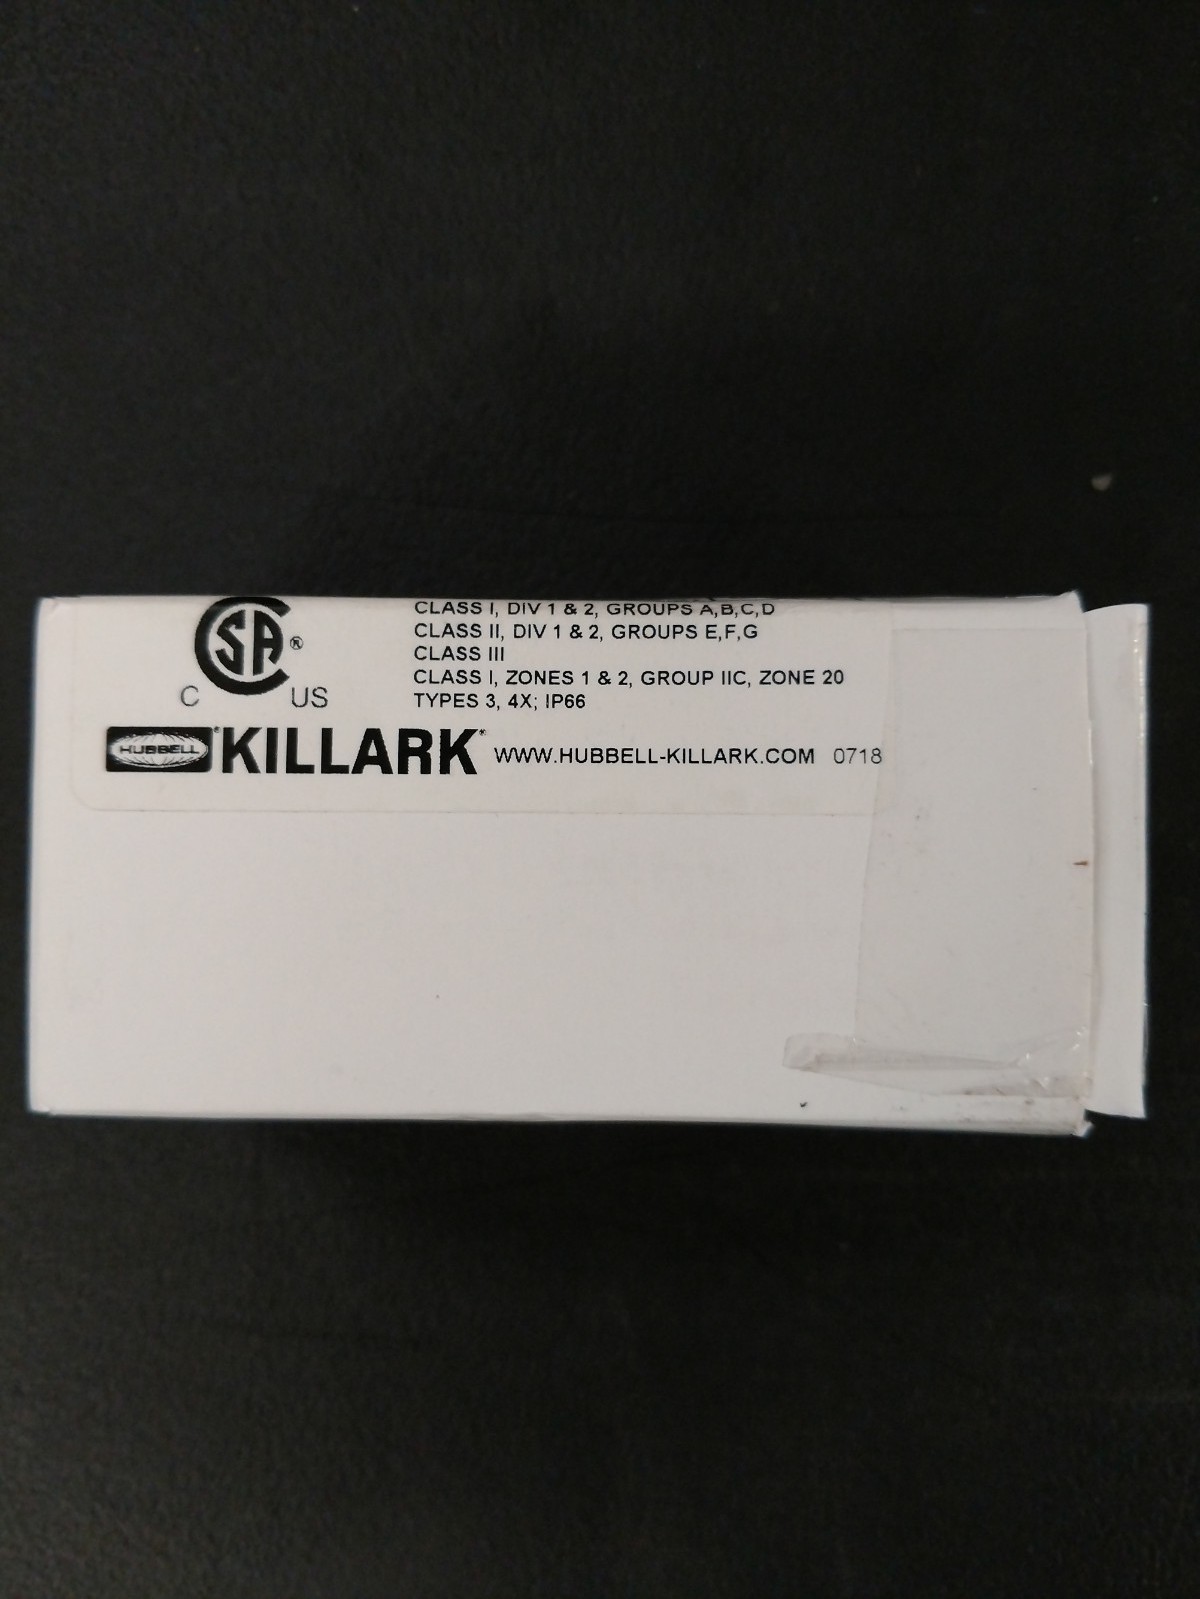 CLASS I, DIV 1 & 2, GROUPS A,B,C,D
CLASS II, DIV 1 & 2, GROUPS E,F,G
CLASS III
CLASS I, ZONES 1 & 2, GROUP IIC, ZONE 20
TYPES 3, 4X; IP66
SA ®
C US
HUBBELL ® KILLARK ® WWW.HUBBELL-KILLARK.COM 0718